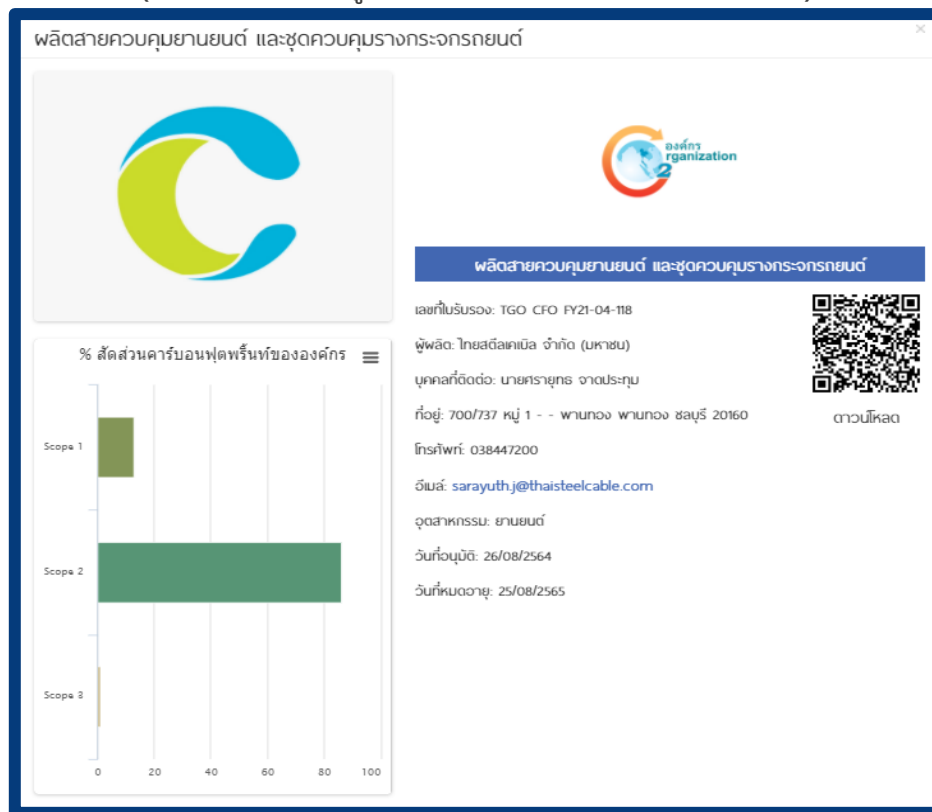 ผลิตสายควบคุมยานยนต์ และชุดควบคุมรางกระจกรถยนต์
×
องค์กร
rganization
2
ผลิตสายควบคุมยานยนต์ และชุดควบคุมรางกระจกรถยนต์
เลขที่ใบรับรอง: TGO CFO FY21-04-118
ผู้ผลิต: ไทยสตีลเคเบิล จำกัด (มหาชน)
บุคคลที่ติดต่อ: นายศรายุทธ จาดประทุม
ที่อยู่: 700/737 หมู่ 1 - - พานทอง พานทอง ชลบุรี 20160
โทรศัพท์: 038447200
อีเมล์: sarayuth.j@thaisteelcable.com
อุตสาหกรรม: ยานยนต์
วันที่อนุมัติ: 26/08/2564
วันที่หมดอายุ: 25/08/2565
ดาวน์โหลด
% สัดส่วนคาร์บอนฟุตพริ้นท์ขององค์กร
Scope 1
Scope 2
Scope 3
0 20 40 60 80 100